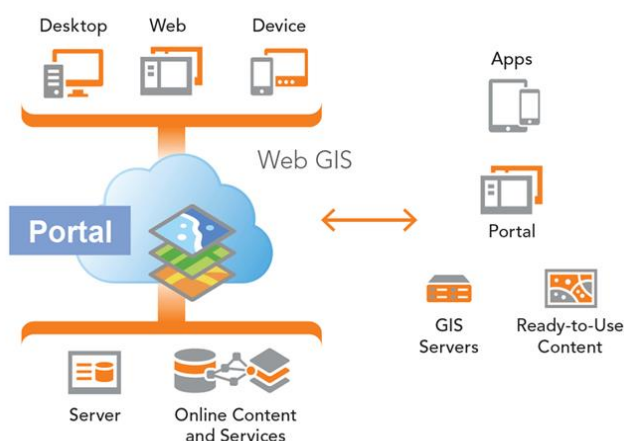 Desktop
Web
Device
Apps
Web GIS
Portal
Portal
GIS
Servers
Ready-to-Use
Content
Server
Online Content
and Services